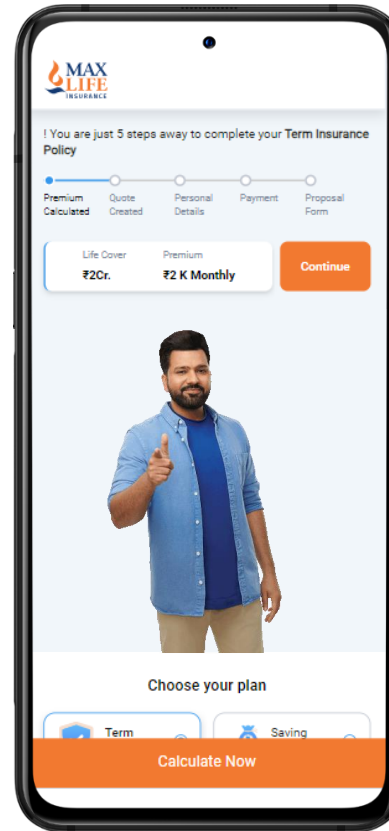 MAX
LIFE
INSURANCE
! You are just 5 steps away to complete your Term Insurance
Policy
Premium Calculated
Quote Created
Personal Details
Payment
Proposal Form
Life Cover
₹2Cr.
Premium
₹2 K Monthly
Continue
Choose your plan
Term
Saving
Calculate Now